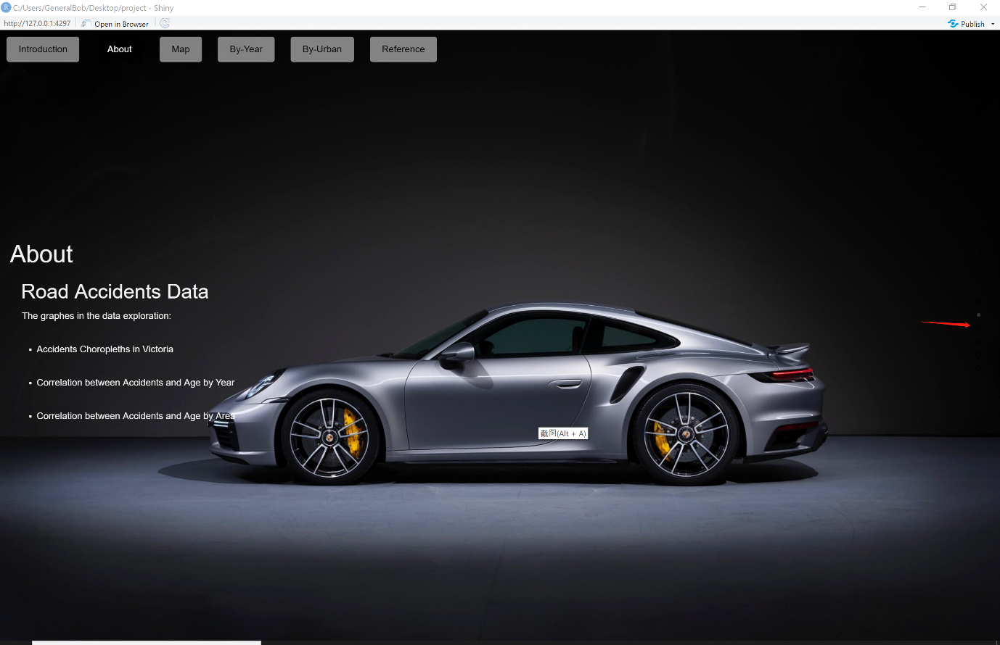 R C:/Users/GeneralBob/Desktop/project - Shiny
http://127.0.0.1:4297 Open in Browser Publish
Introduction About Map By-Year By-Urban Reference
About
Road Accidents Data
The graphes in the data exploration:
• Accidents Choropleths in Victoria
• Correlation between Accidents and Age by Year
• Correlation between Accidents and Age by Area
截图(Alt + A)